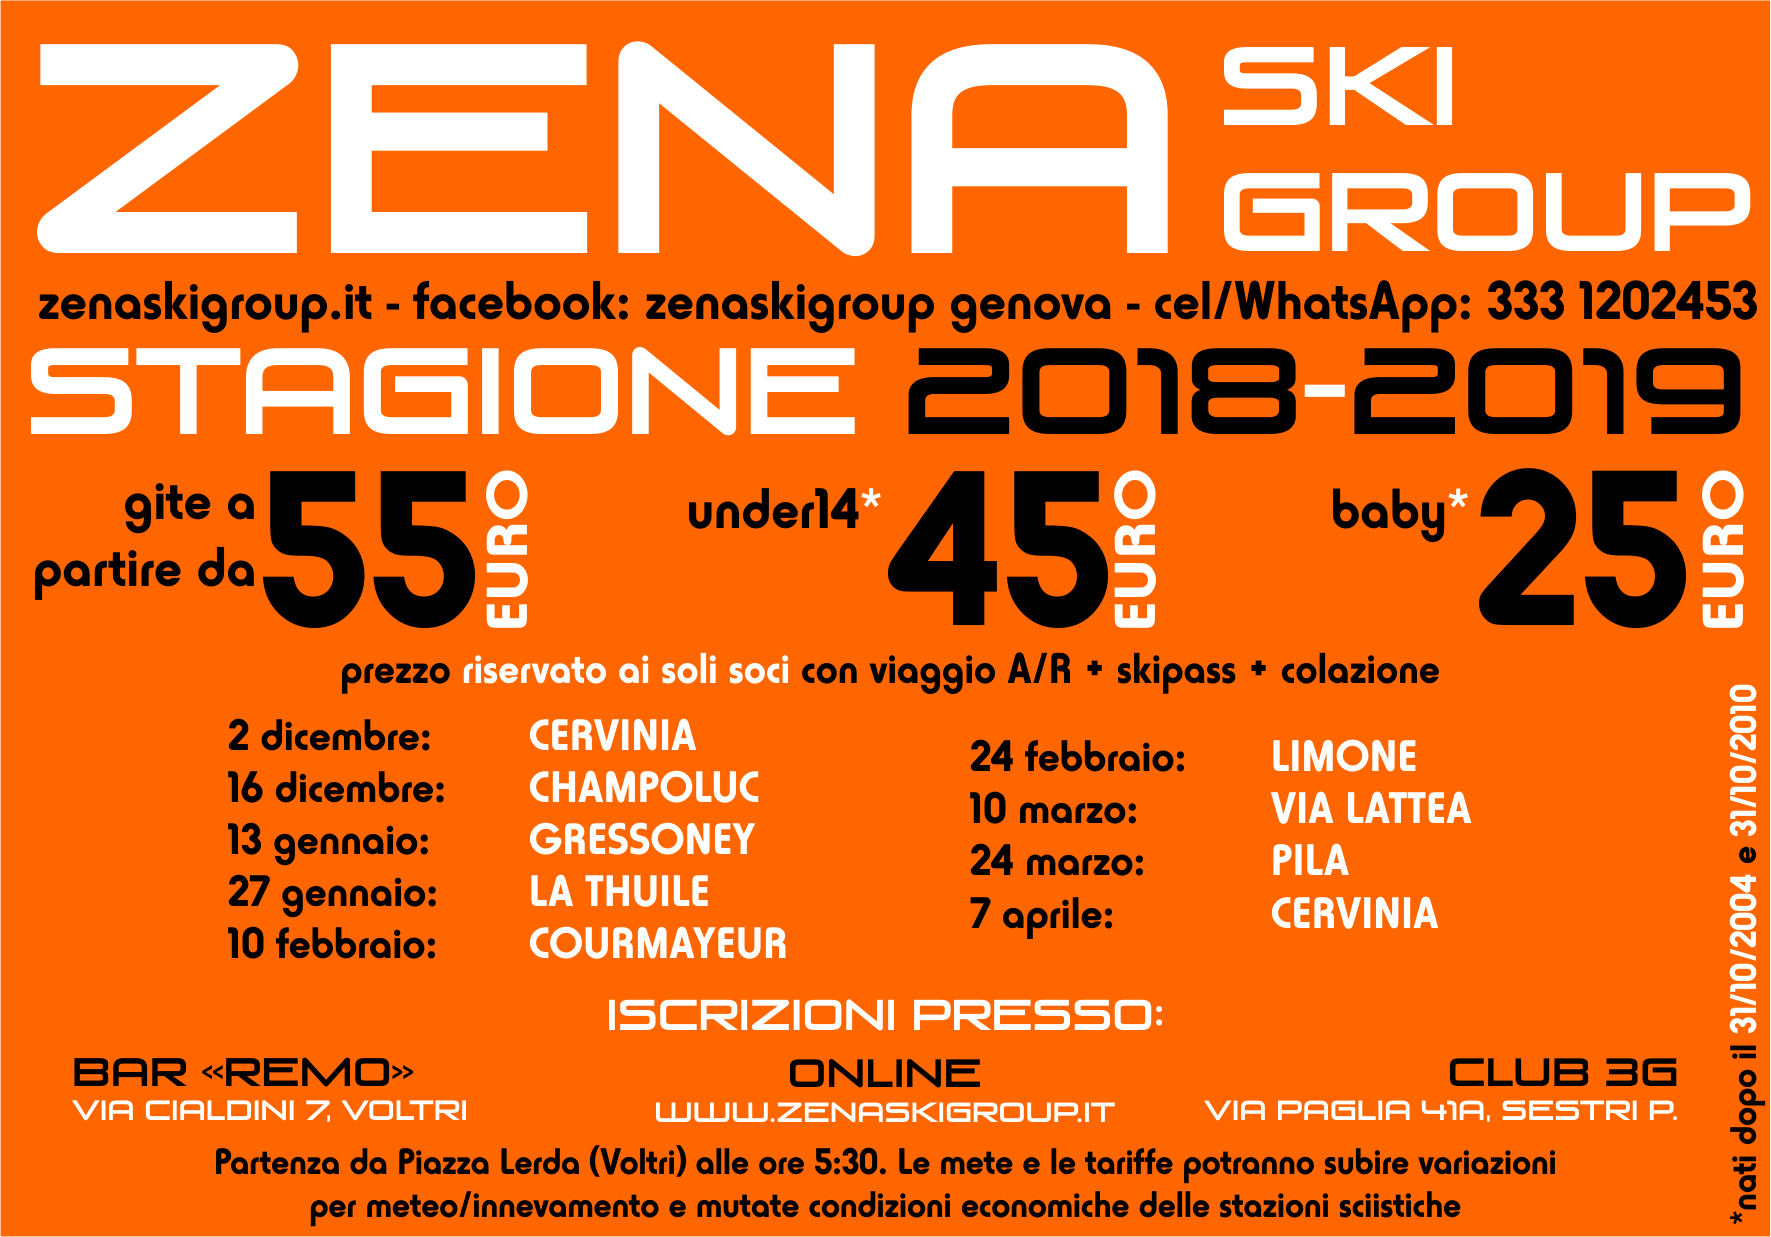 ZENA SKI
GROUP
zenaskigroup.it - facebook: zenaskigroup genova - cel/WhatsApp: 333 1202453
STAGIONE 2018-2019
gite a
partire da 55 EURO
under14* 45 EURO
baby* 25 EURO
prezzo riservato ai soli soci con viaggio A/R + skipass + colazione
2 dicembre: CERVINIA
16 dicembre: CHAMPOLUC
13 gennaio: GRESSONEY
27 gennaio: LA THUILE
10 febbraio: COURMAYEUR
24 febbraio: LIMONE
10 marzo: VIA LATTEA
24 marzo: PILA
7 aprile: CERVINIA
ISCRIZIONI PRESSO:
BAR «REMO»
VIA CIALDINI 7, VOLTRI
ONLINE
WWW.ZENASKIGROUP.IT
CLUB 3G
VIA PAGLIA 41A, SESTRI P.
Partenza da Piazza Lerda (Voltri) alle ore 5:30. Le mete e le tariffe potranno subire variazioni
per meteo/innevamento e mutate condizioni economiche delle stazioni sciistiche
*nati dopo il 31/10/2004 e 31/10/2010